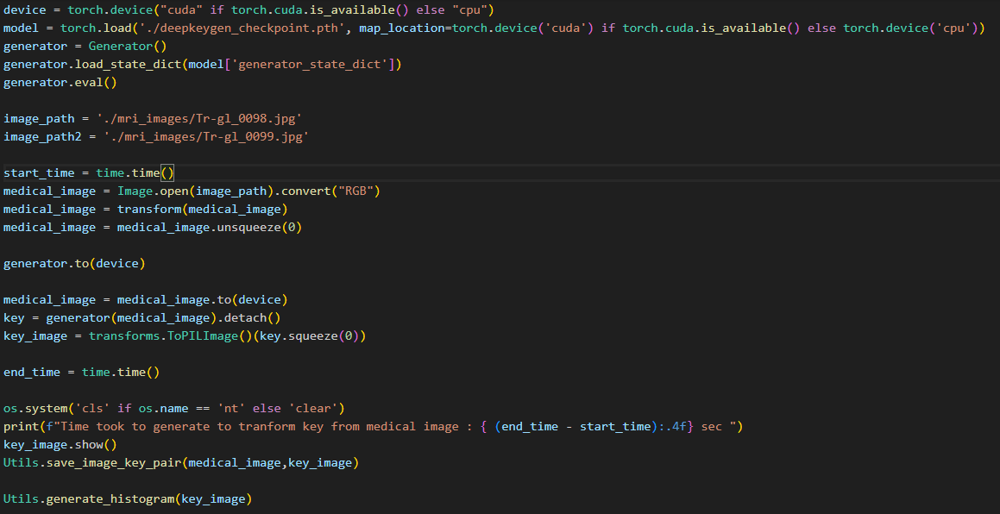 device = torch.device("cuda" if torch.cuda.is_available() else "cpu")
model = torch.load('./deepkeygen_checkpoint.pth', map_location=torch.device('cuda') if torch.cuda.is_available() else torch.device('cpu'))
generator = Generator()
generator.load_state_dict(model['generator_state_dict'])
generator.eval()
image_path = './mri_images/Tr-gl_0098.jpg'
image_path2 = './mri_images/Tr-gl_0099.jpg'
start_time = time.time()
medical_image = Image.open(image_path).convert("RGB")
medical_image = transform(medical_image)
medical_image = medical_image.unsqueeze(0)
generator.to(device)
medical_image = medical_image.to(device)
key = generator(medical_image).detach()
key_image = transforms.ToPILImage()(key.squeeze(0))
end_time = time.time()
os.system('cls' if os.name == 'nt' else 'clear')
print(f"Time took to generate to tranform key from medical image : { (end_time - start_time):.4f} sec ")
key_image.show()
Utils.save_image_key_pair(medical_image,key_image)
Utils.generate_histogram(key_image)